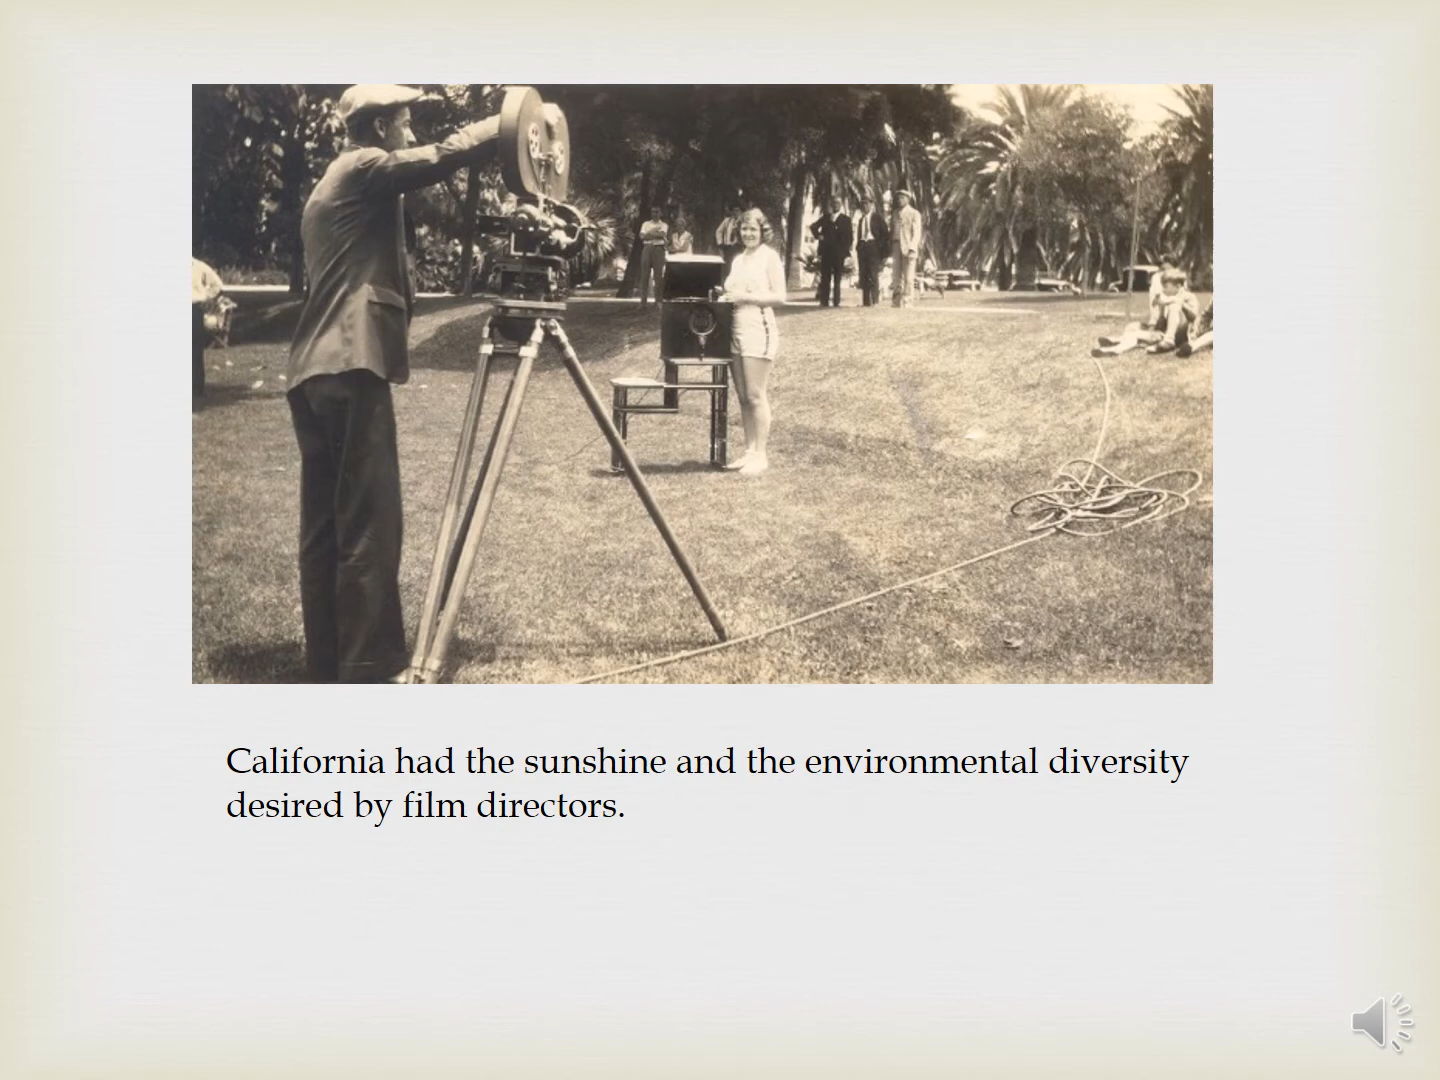 California had the sunshine and the environmental diversity
desired by film directors.